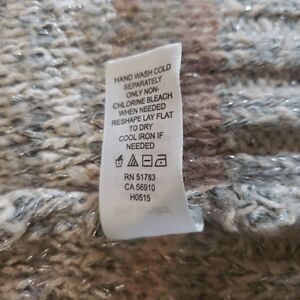 HAND WASH COLD
SEPARATELY
ONLY NON-
CHLORINE BLEACH
WHEN NEEDED
RESHAPE LAY FLAT
TO DRY
COOL IRON IF
NEEDED
RN 51783
CA 56910
H0515